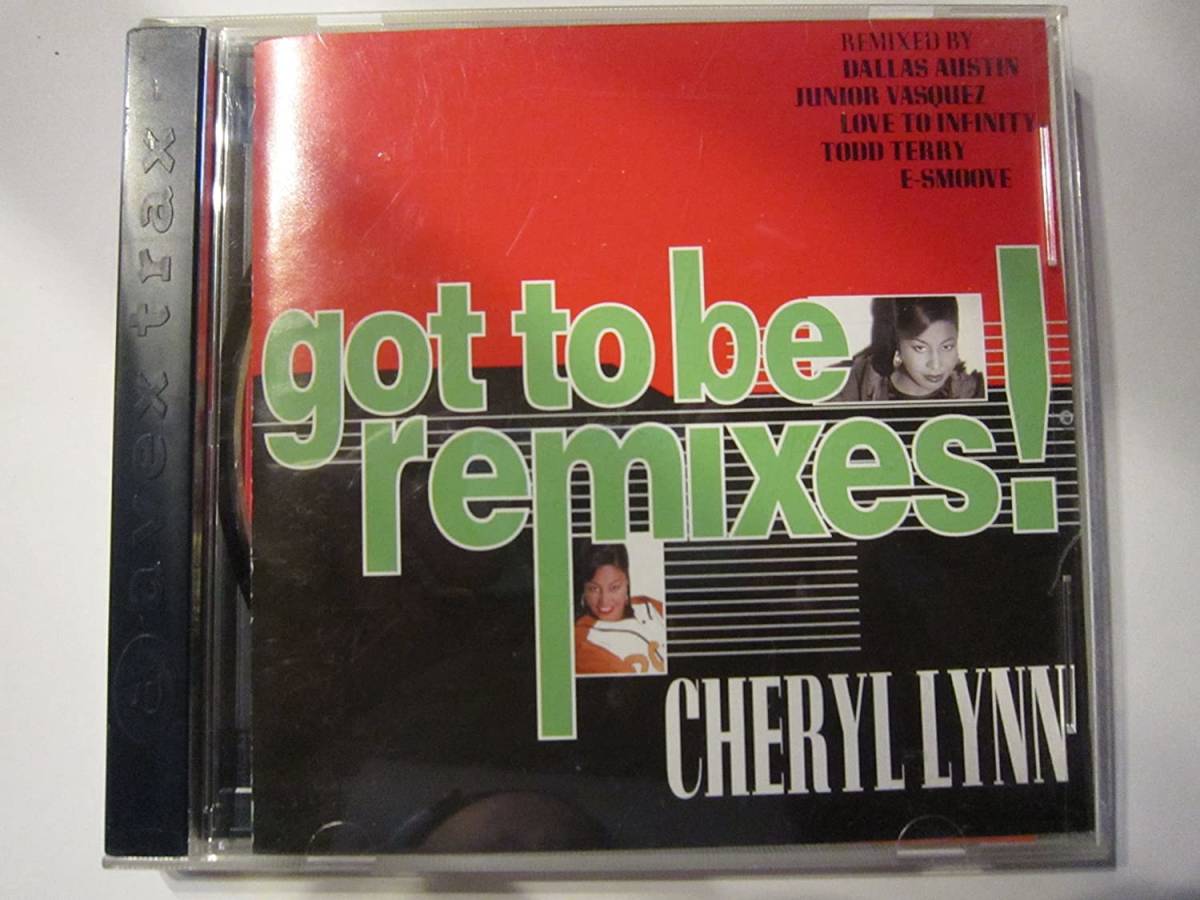 REMIXED BY
DALLAS AUSTIN
JUNIOR VASQUEZ
LOVE TO INFINITY
TODD TERRY
E-SMOOVE
got to be
remixes!
CHERYL LYNN
avex trax